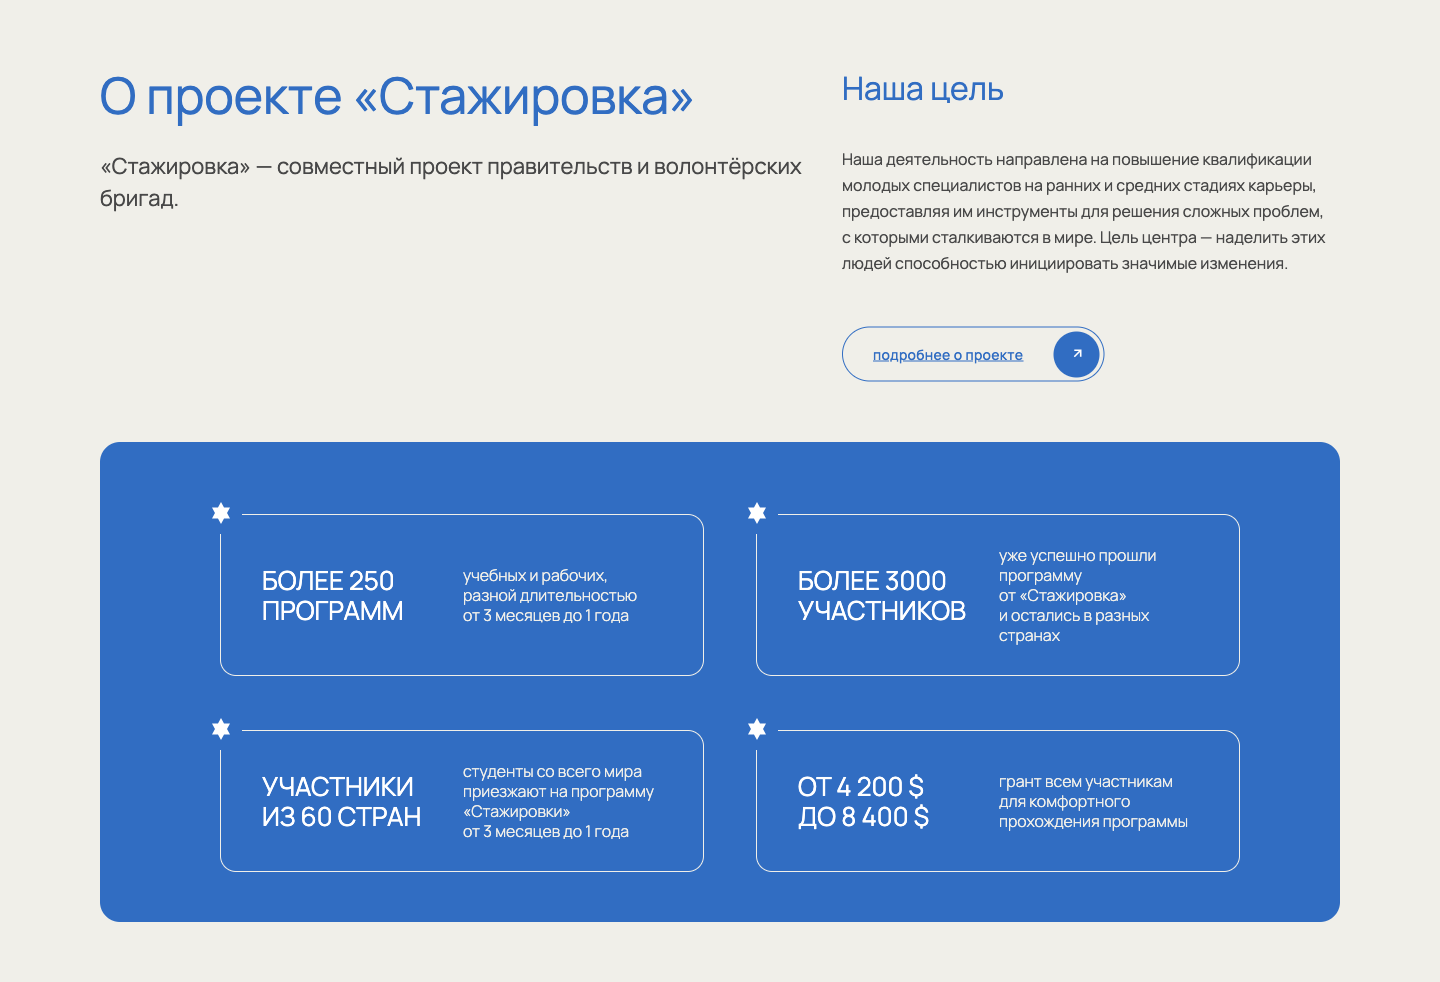 О проекте «Стажировка»
«Стажировка» — совместный проект правительств и волонтёрских
бригад.
Наша цель
Наша деятельность направлена на повышение квалификации
молодых специалистов на ранних и средних стадиях карьеры,
предоставляя им инструменты для решения сложных проблем,
с которыми сталкиваются в мире. Цель центра — наделить этих
людей способностью инициировать значимые изменения.
подробнее о проекте
БОЛЕЕ 250
ПРОГРАММ
учебных и рабочих,
разной длительностью
от 3 месяцев до 1 года
БОЛЕЕ 3000
УЧАСТНИКОВ
уже успешно прошли
программу
от «Стажировка»
и остались в разных
странах
УЧАСТНИКИ
ИЗ 60 СТРАН
студенты со всего мира
приезжают на программу
«Стажировки»
от 3 месяцев до 1 года
ОТ 4 200 $
ДО 8 400 $
грант всем участникам
для комфортного
прохождения программы